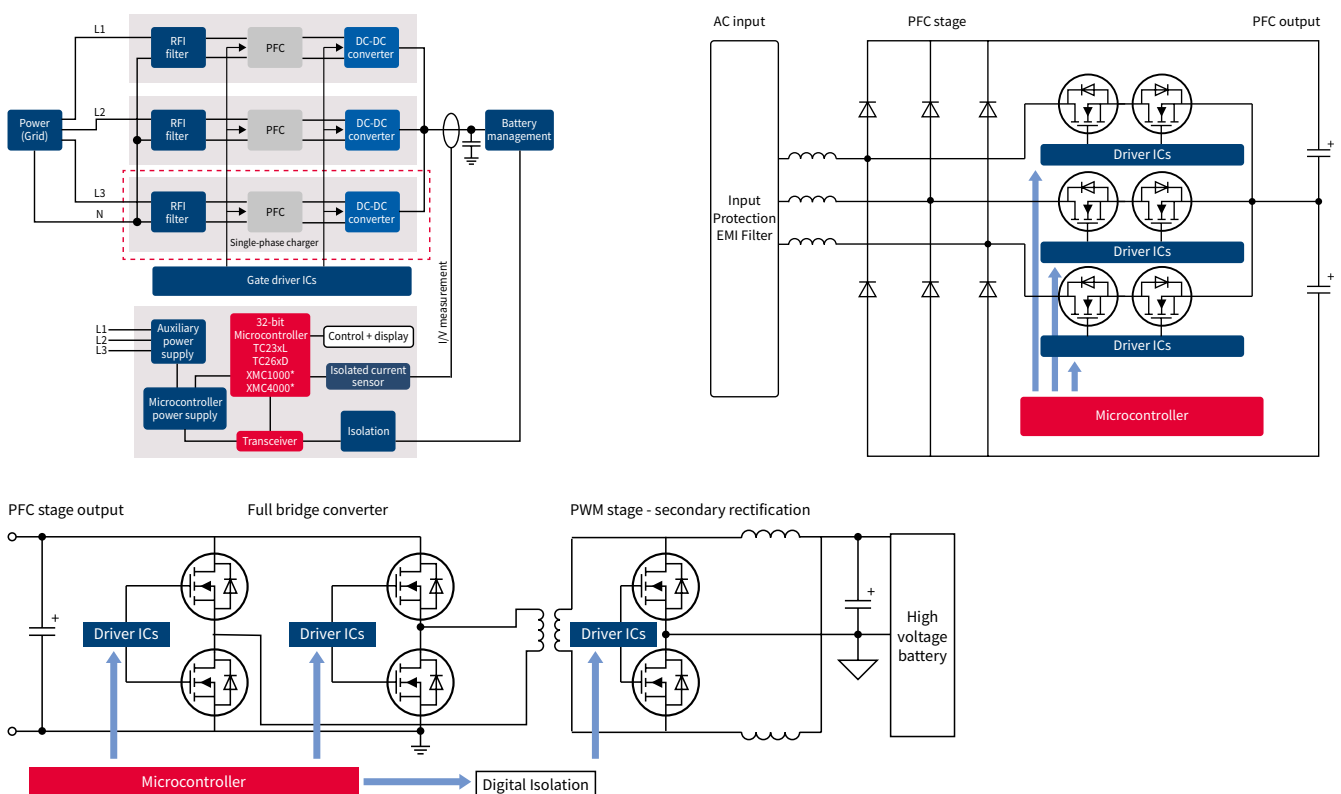 L1
RFI
filter
PFC
DC-DC
converter
Power
(Grid)
L2
RFI
filter
PFC
DC-DC
converter
Battery
management
L3
N
RFI
filter
PFC
DC-DC
converter
Single-phase charger
Gate driver ICs
I/V measurement
L1
L2
L3
Auxiliary
power
supply
32-bit
Microcontroller
TC23xL
TC26xD
XMC1000*
XMC4000*
Control + display
Isolated current
sensor
Microcontroller
power supply
Transceiver
Isolation
AC input
PFC stage
PFC output
Input
Protection
EMI Filter
Driver ICs
+
Driver ICs
+
Driver ICs
Microcontroller
PFC stage output
Full bridge converter
PWM stage - secondary rectification
+
Driver ICs
Driver ICs
Driver ICs
+
High
voltage
battery
Microcontroller
Digital Isolation